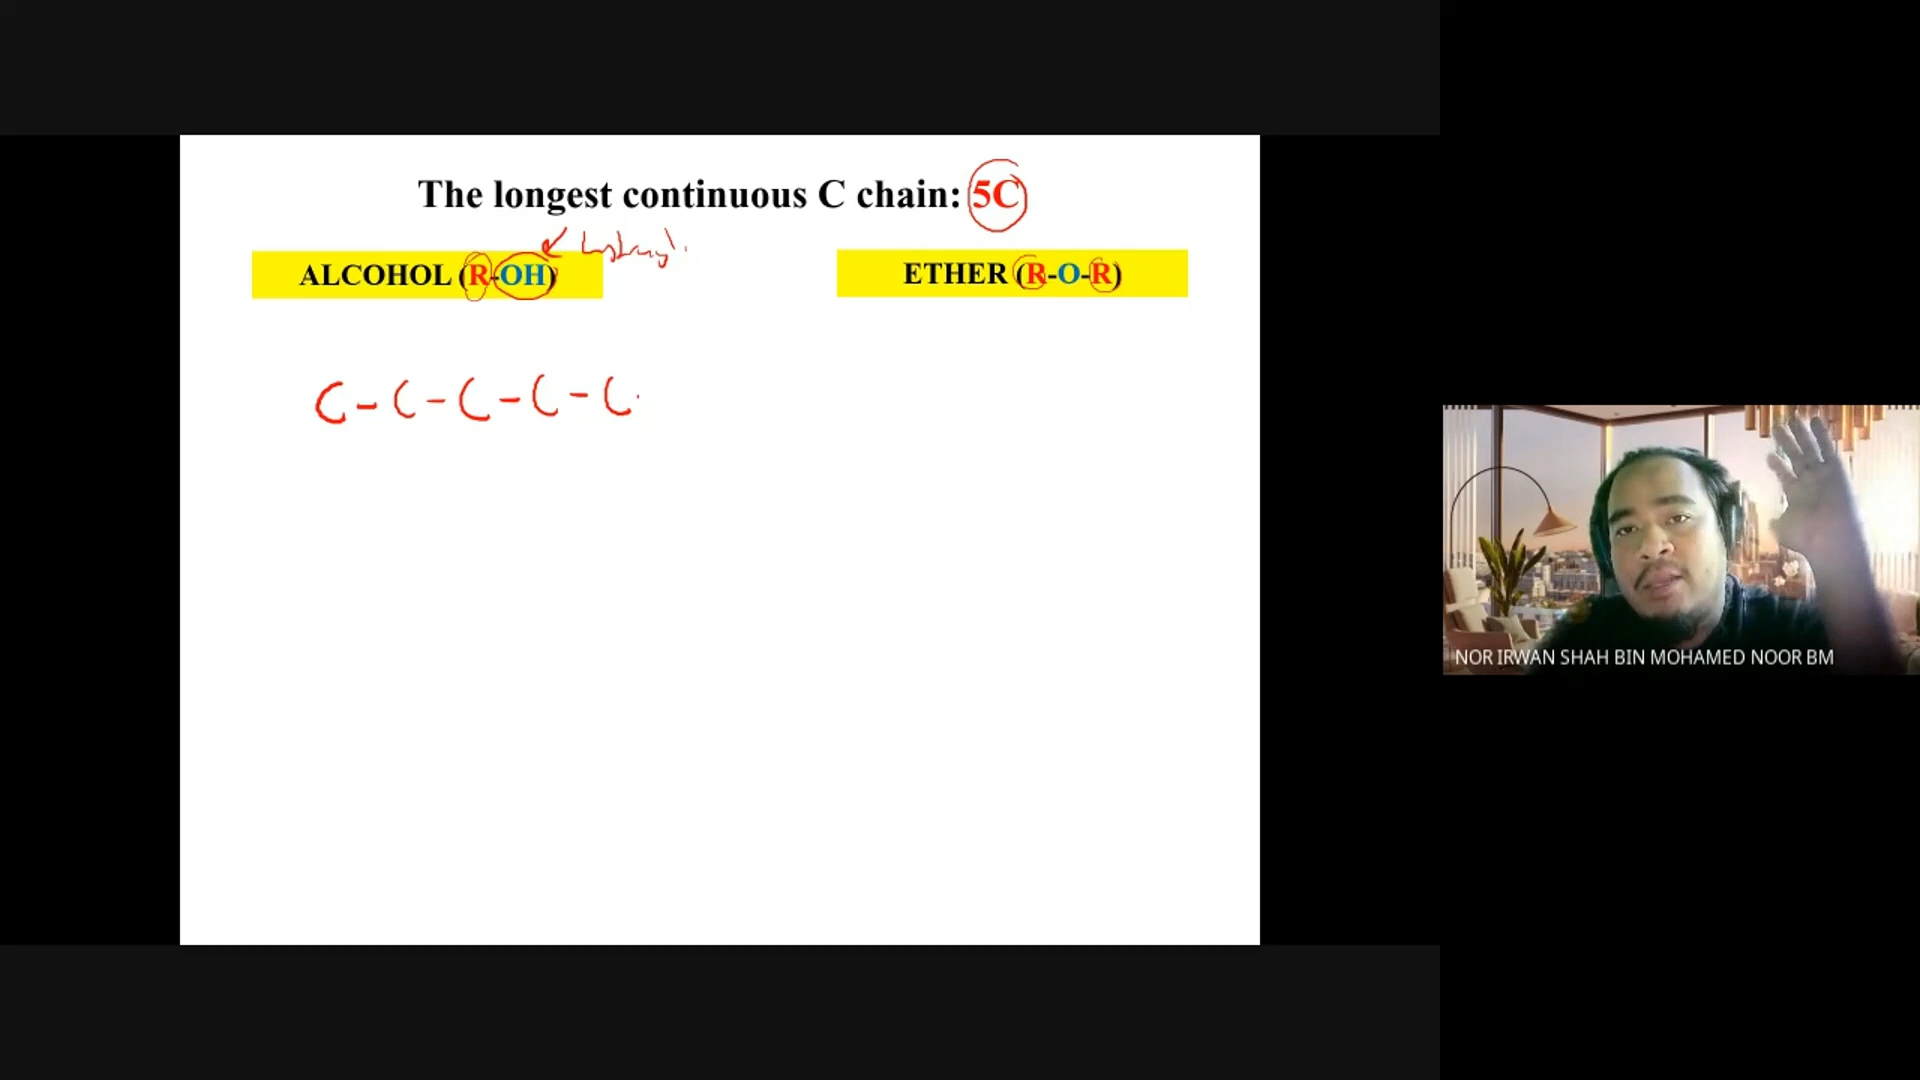 The longest continuous C chain: 5C
ALCOHOL (R-OH)
ETHER (R-O-R)
C - C - C - C - C
NOR IRWAN SHAH BIN MOHAMED NOOR BM